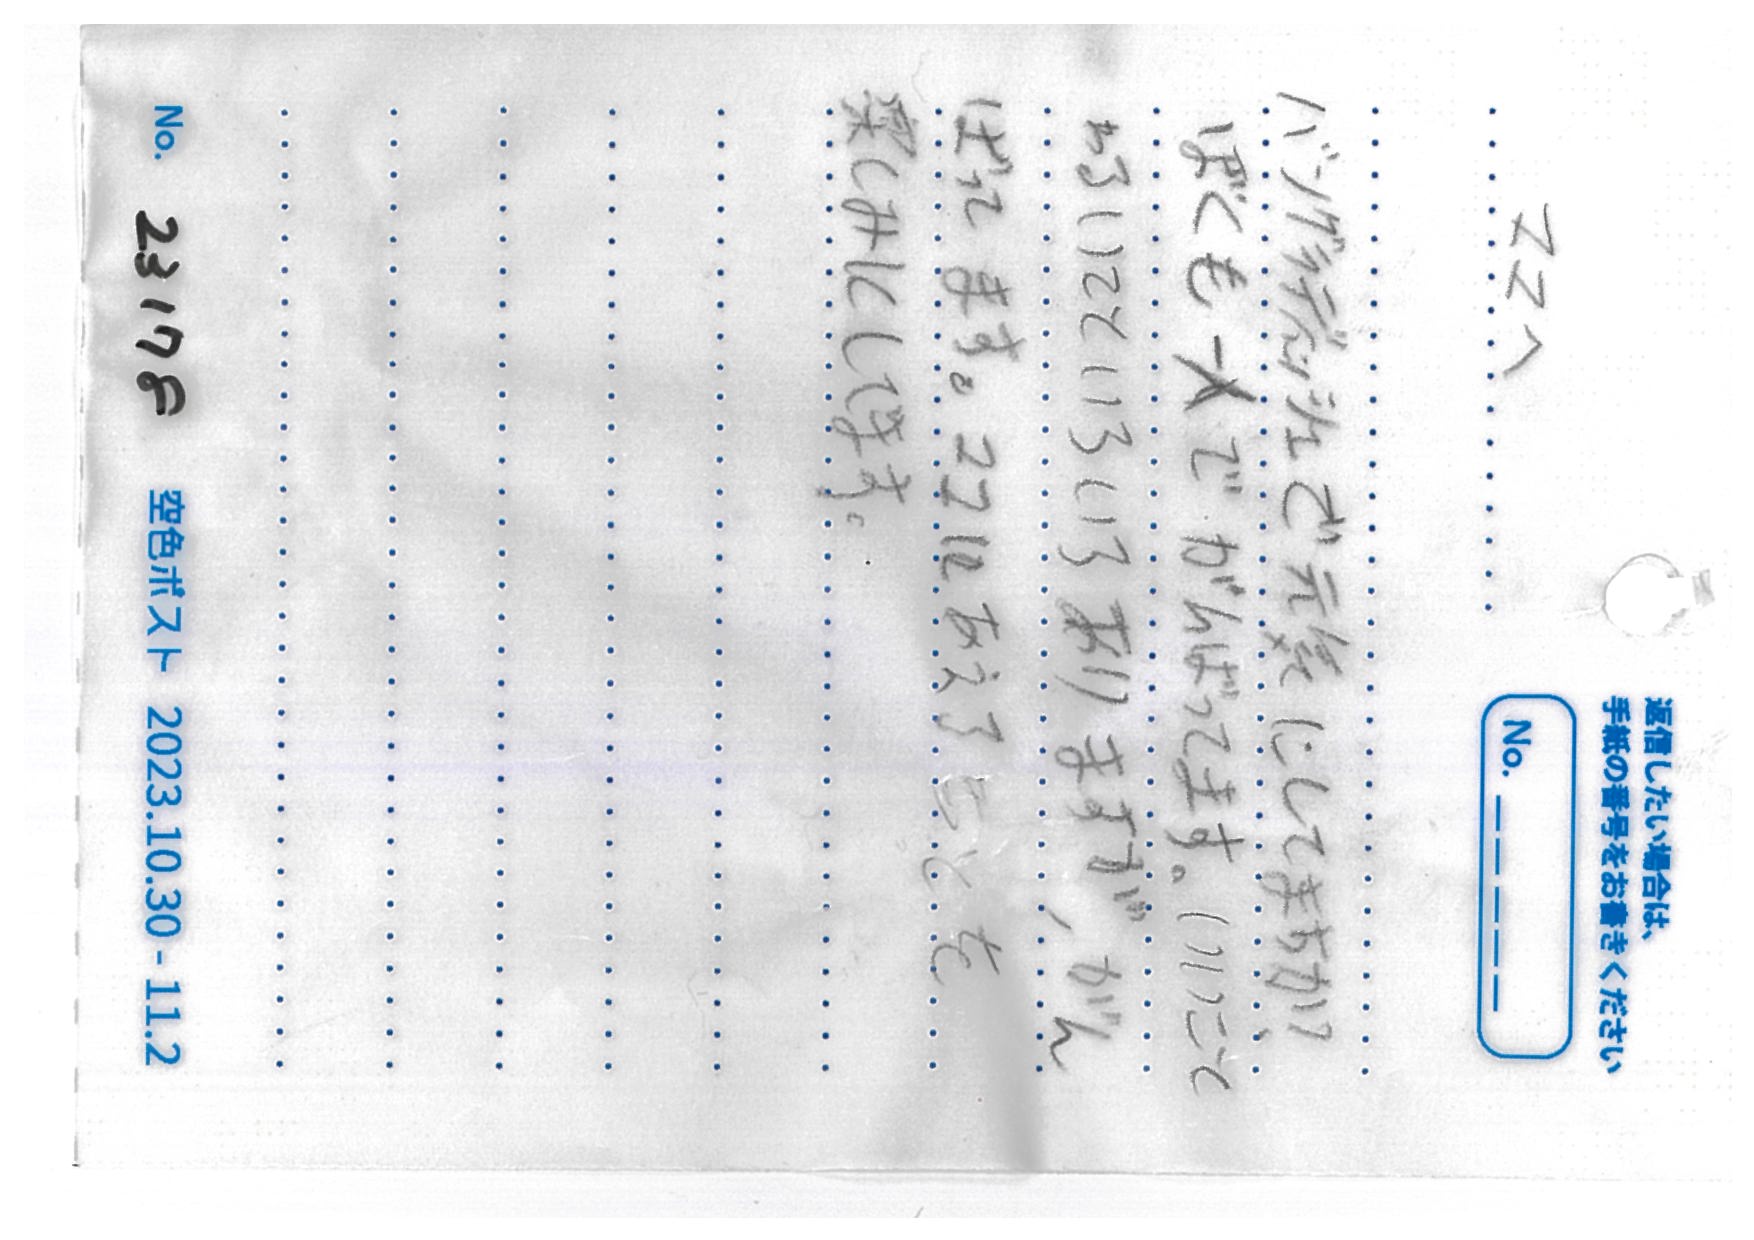 返信したい場合は、
手紙の番号をお書きください
No.
ママへ
バングラディッシェで元気にしてまちか?
ぼくも一人でがんばってます。いいこと
わるいこといろいろありますが、がん
ばってます。ママにあえることを
楽しみにしてます。
No. 23178 空色ポスト 2023.10.30 - 11.2